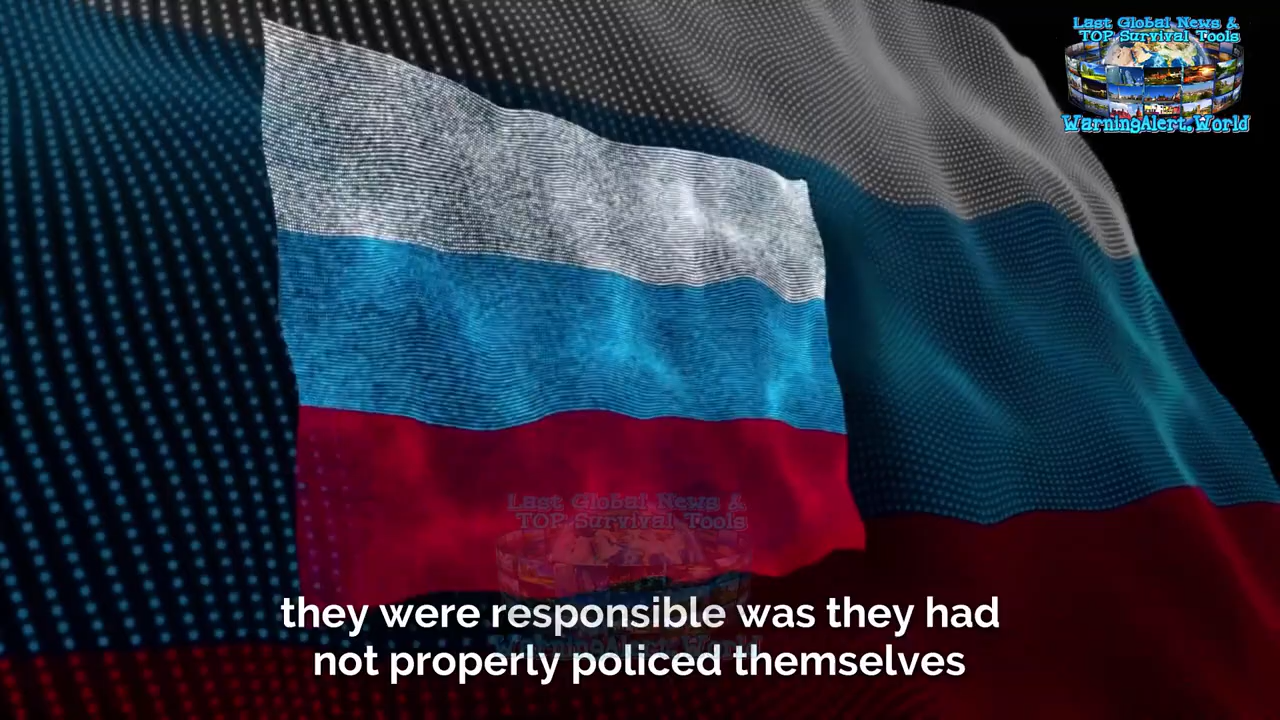 Last Global News &
TOP Survival Tools
WarningAlert.World
Last Global News &
TOP Survival Tools
they were responsible was they had
not properly policed themselves